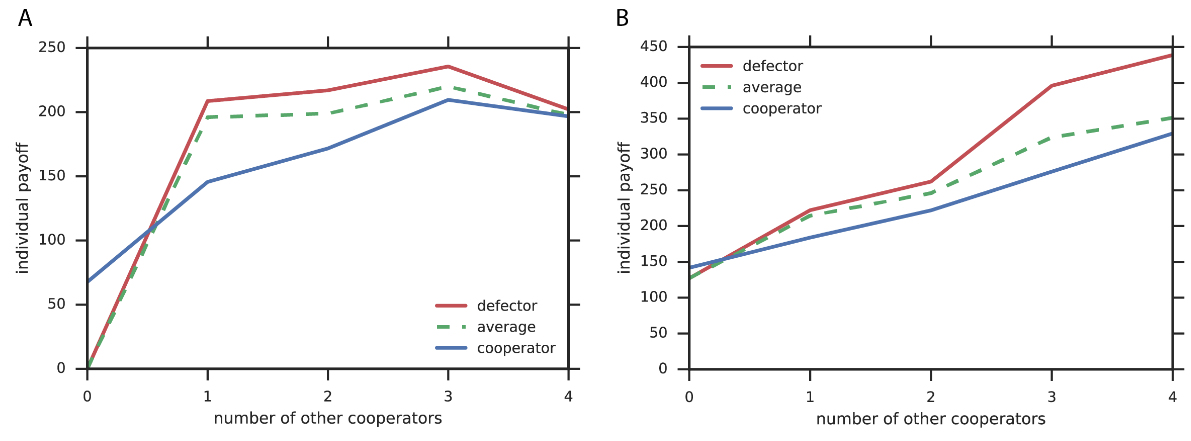 A
250
200
150
100
50
0
individual payoff
defector
average
cooperator
0 1 2 3 4
number of other cooperators
B
450
400
350
300
250
200
150
100
50
0
individual payoff
defector
average
cooperator
0 1 2 3 4
number of other cooperators